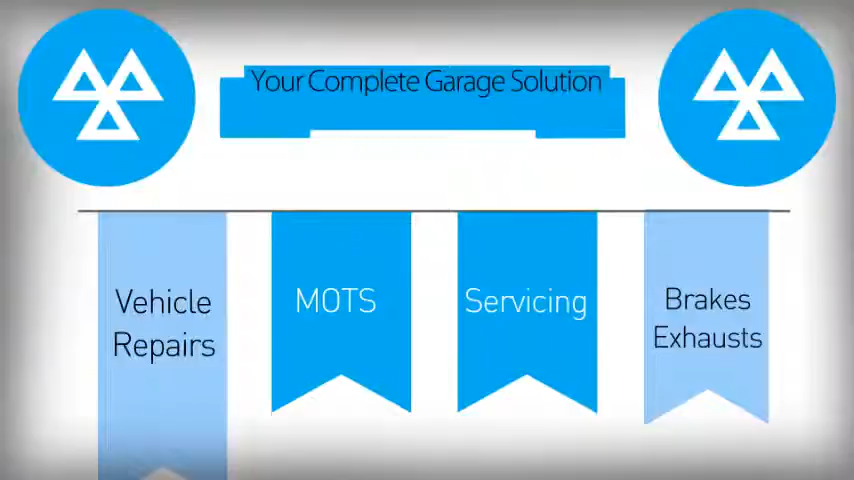 Your Complete Garage Solution
Vehicle
Repairs
MOTS
Servicing
Brakes
Exhausts